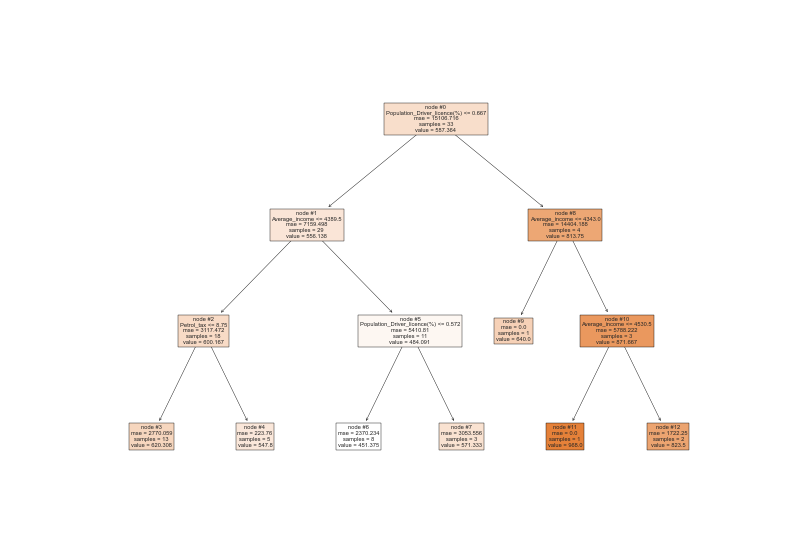 node #0
Population_Driver_licence(%) <= 0.667
mse = 15106.716
samples = 33
value = 587.364
node #1
Average_income <= 4389.5
mse = 7159.498
samples = 29
value = 556.138
node #8
Average_income <= 4343.0
mse = 14404.188
samples = 4
value = 813.75
node #2
Petrol_tax <= 8.75
mse = 3117.472
samples = 18
value = 600.167
node #5
Population_Driver_licence(%) <= 0.572
mse = 5410.81
samples = 11
value = 484.091
node #9
mse = 0.0
samples = 1
value = 640.0
node #10
Average_income <= 4830.5
mse = 5788.222
samples = 3
value = 871.667
node #3
mse = 2770.059
samples = 13
value = 620.308
node #4
mse = 223.76
samples = 5
value = 547.8
node #6
mse = 2370.234
samples = 8
value = 451.375
node #7
mse = 3053.556
samples = 3
value = 571.333
node #11
mse = 0.0
samples = 1
value = 968.0
node #12
mse = 1722.25
samples = 2
value = 823.5